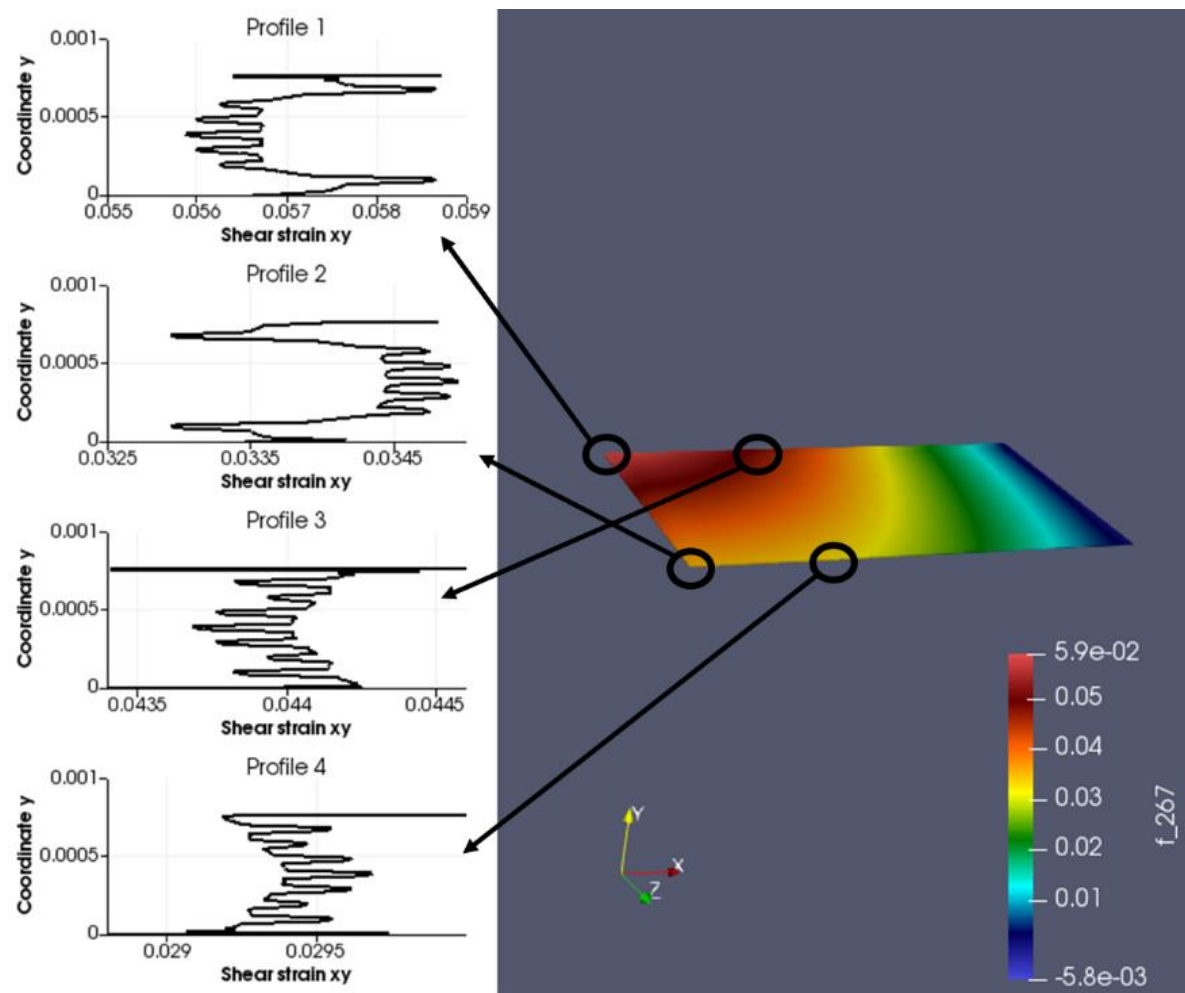 Profile 1
0.001
0.0005
0
Coordinate y
0.055 0.056 0.057 0.058 0.059
Shear strain xy
Profile 2
0.001
0.0005
0
Coordinate y
0.0325 0.0335 0.0345
Shear strain xy
Profile 3
0.001
0.0005
0
Coordinate y
0.0435 0.044 0.0445
Shear strain xy
Profile 4
0.001
0.0005
0
Coordinate y
0.029 0.0295
Shear strain xy
Y
X
Z
5.9e-02
0.05
0.04
0.03
0.02
0.01
-5.8e-03
f_267